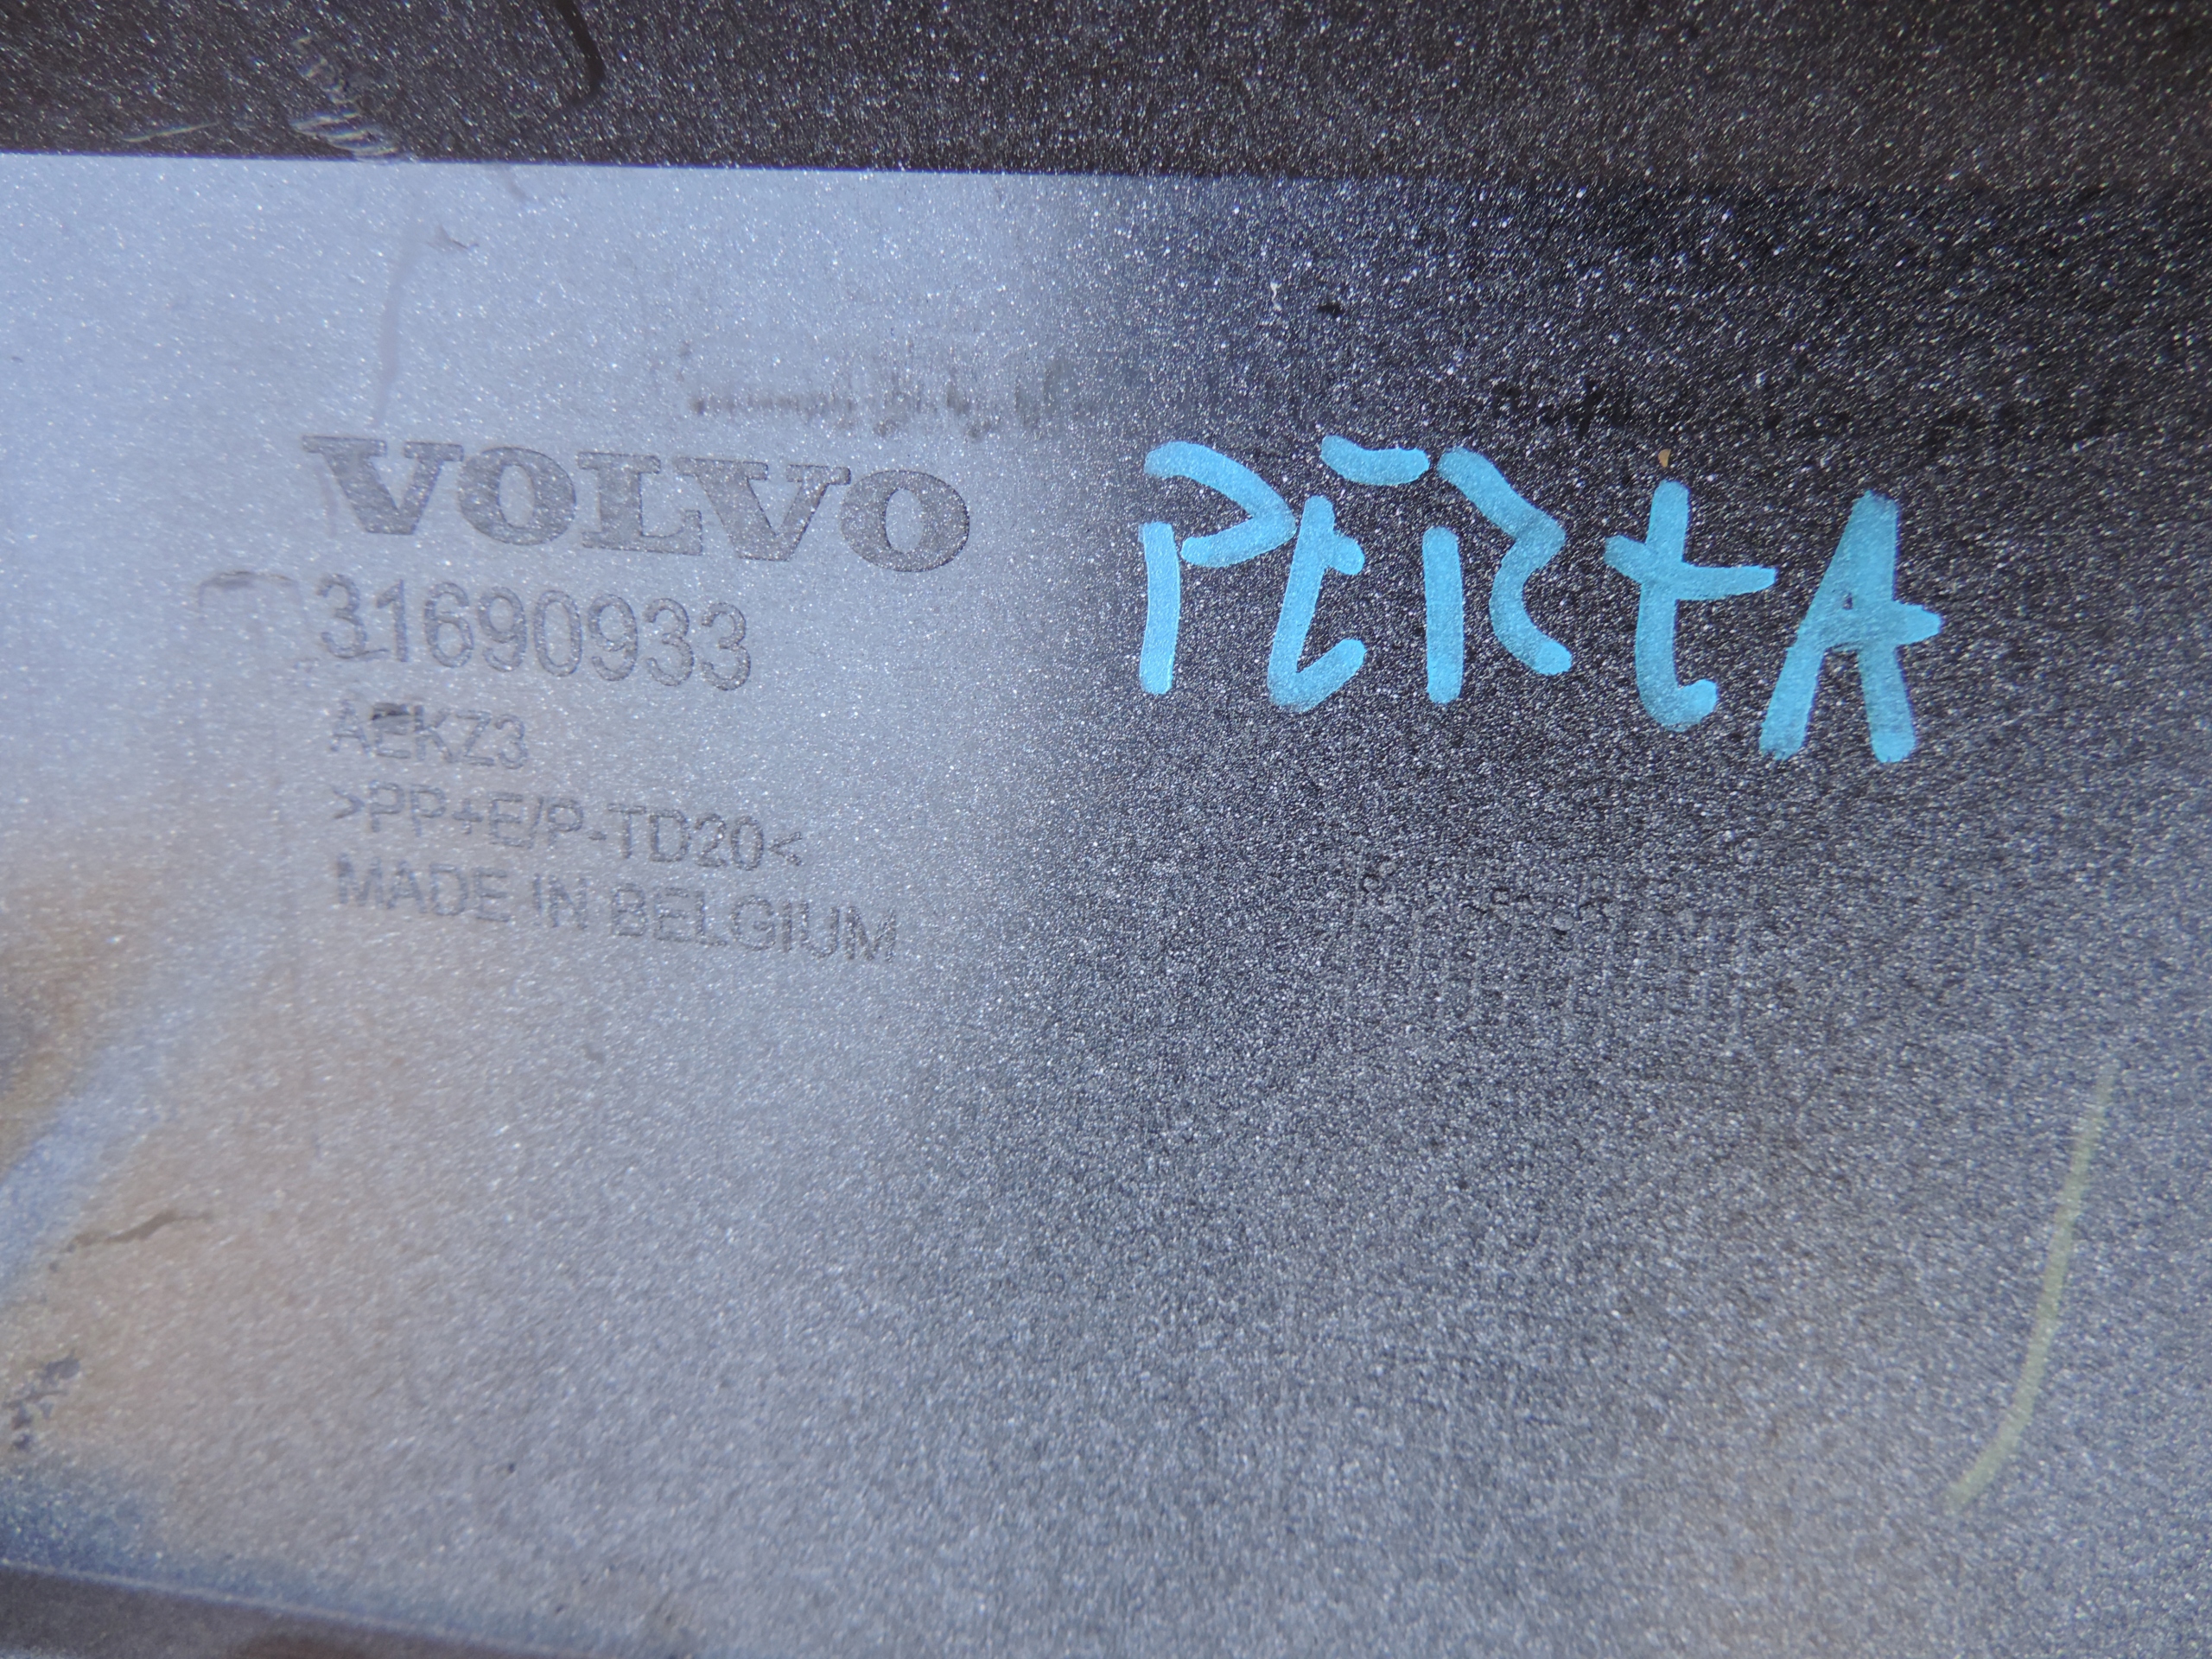 VOLVO
31690933
AEKZ3
>PP+E/P-TD20<
MADE IN BELGIUM
PERtA